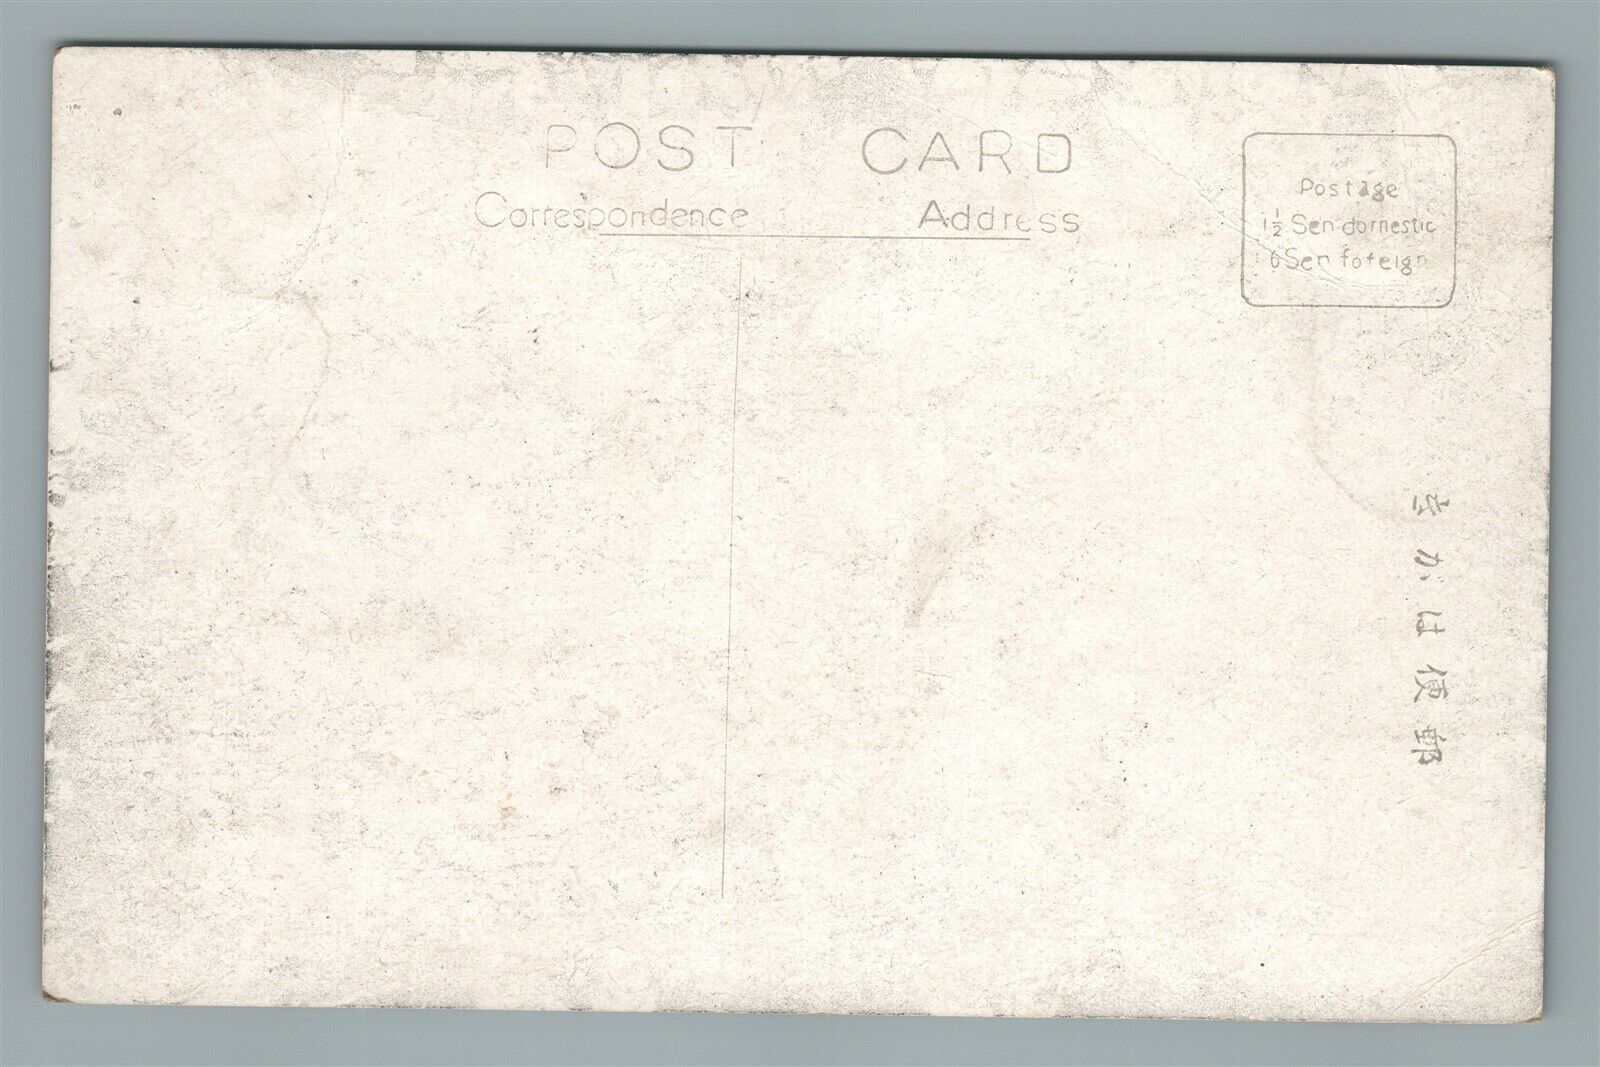 POST CARD
Correspondence Address
Postage
1½ Sen domestic
6 Sen foreign
郵便はがき